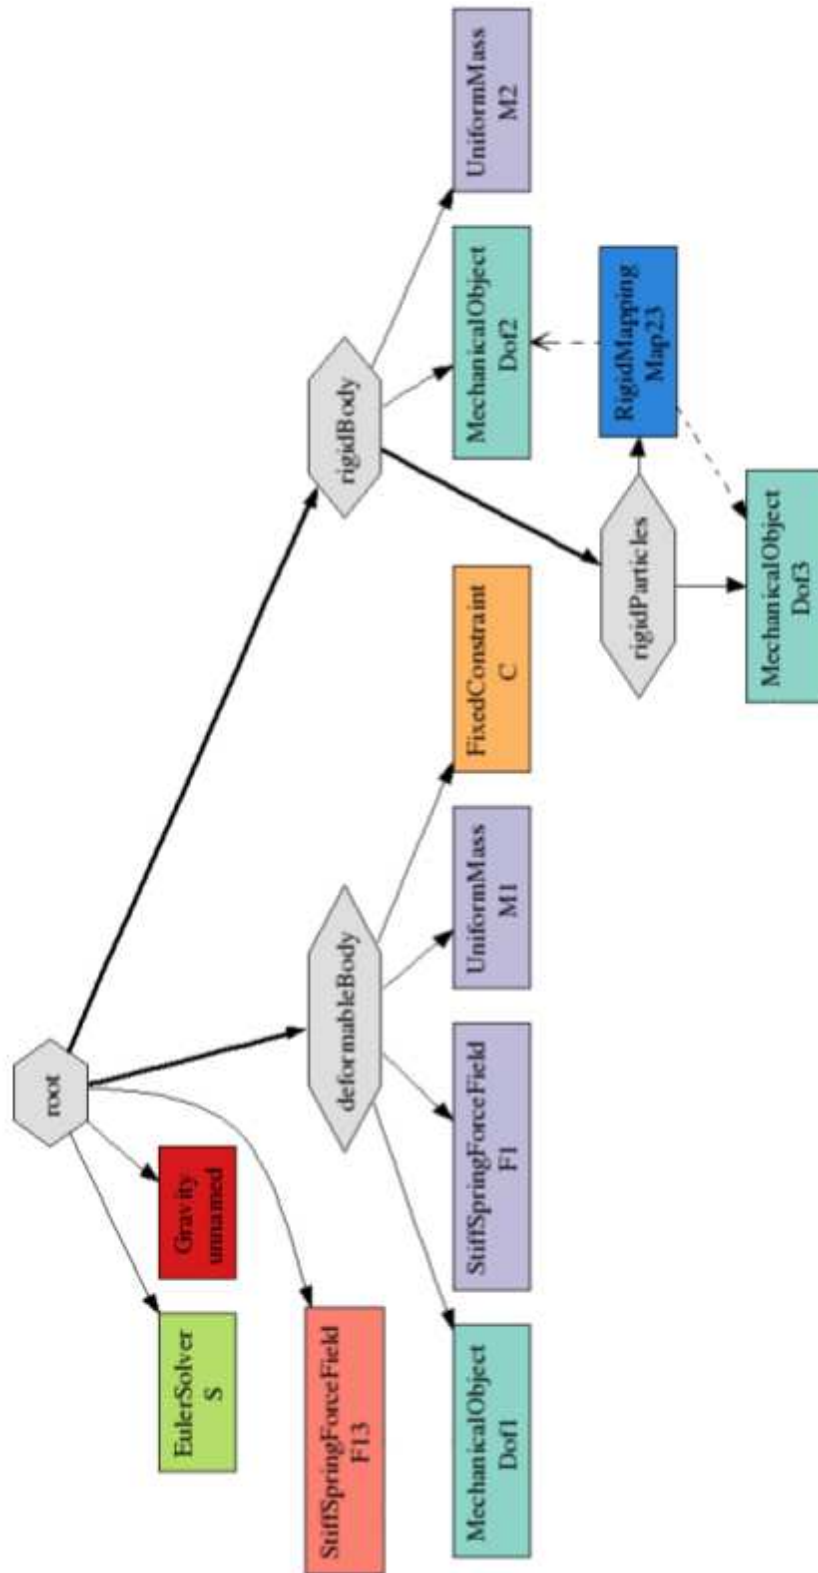 root
EulerSolver
S
Gravity
unnamed
StiffSpringForceField
F13
deformableBody
rigidBody
MechanicalObject
Dof1
StiffSpringForceField
F1
UniformMass
M1
FixedConstraint
C
MechanicalObject
Dof2
UniformMass
M2
rigidParticles
RigidMapping
Map23
MechanicalObject
Dof3